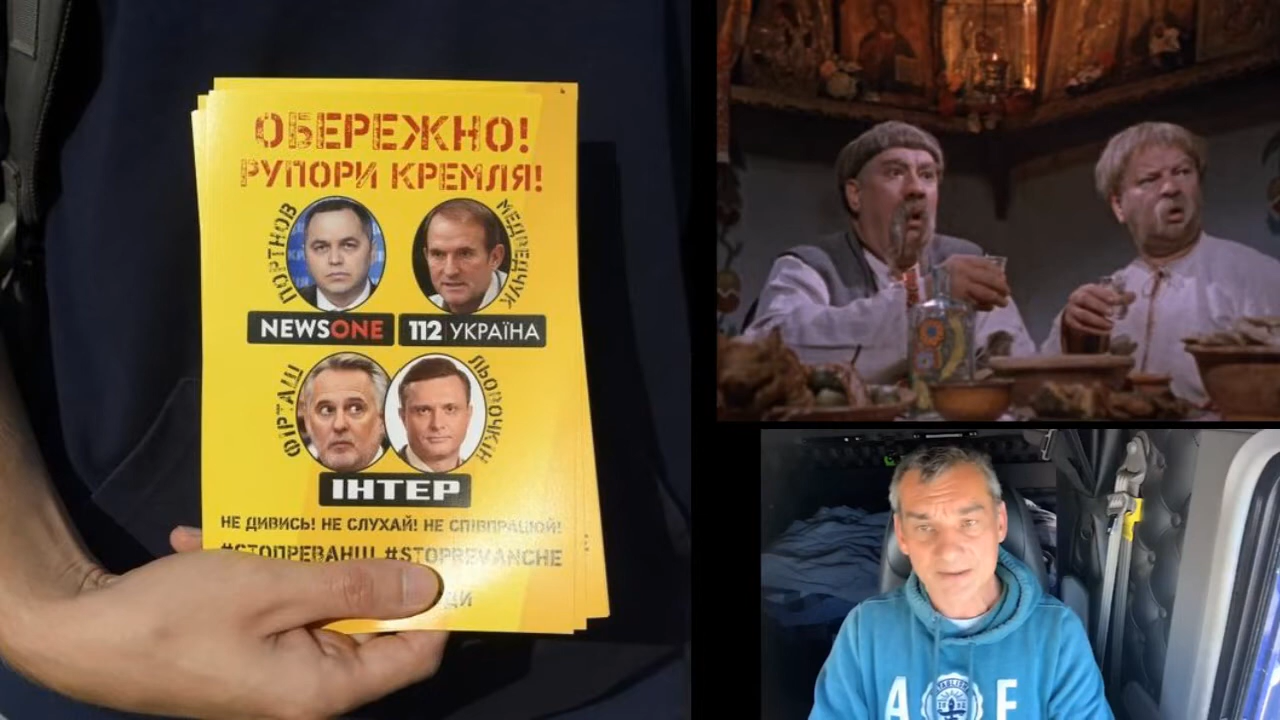 ОБЕРЕЖНО!
РУПОРИ КРЕМЛЯ!
ПОРТНОВ
МЕДВЕДЧУК
NEWSONE
112 УКРАЇНА
ФІРТАШ
ЛЬОВОЧКІН
ІНТЕР
НЕ ДИВИСЬ! НЕ СЛУХАЙ! НЕ СПІВПРАЦЮЙ!
#СТОПРЕВАНШ #STOPREVANCHE
A E